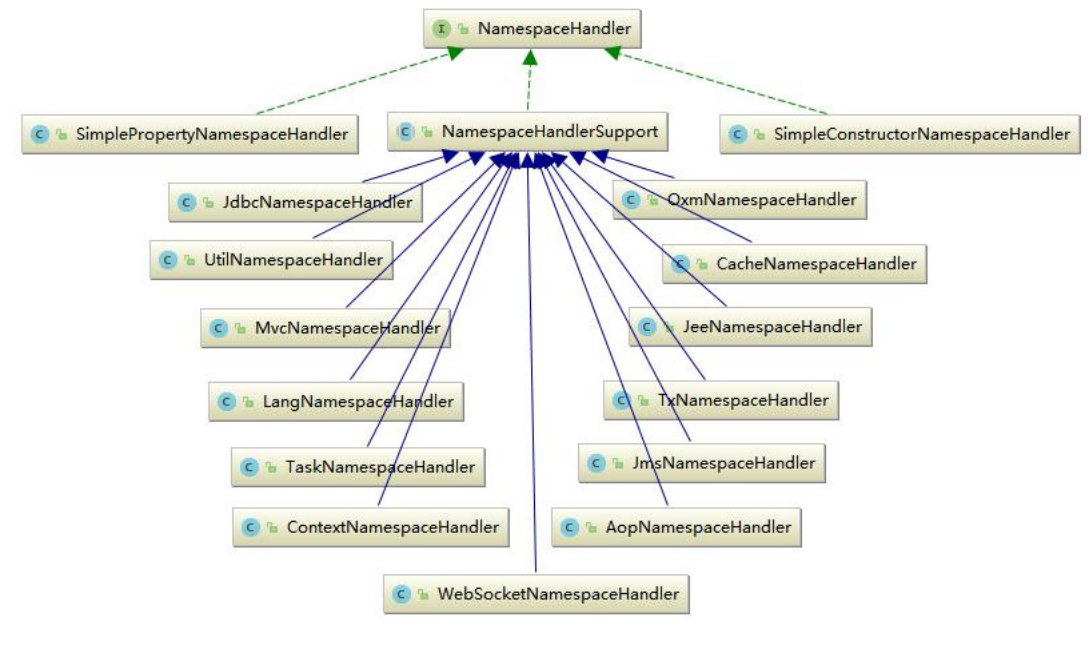 I NamespaceHandler
C SimplePropertyNamespaceHandler
C NamespaceHandlerSupport
C SimpleConstructorNamespaceHandler
C JdbcNamespaceHandler
C OxmNamespaceHandler
C UtilNamespaceHandler
C CacheNamespaceHandler
C MvcNamespaceHandler
C JeeNamespaceHandler
C LangNamespaceHandler
C TxNamespaceHandler
C TaskNamespaceHandler
C JmsNamespaceHandler
C ContextNamespaceHandler
C AopNamespaceHandler
C WebSocketNamespaceHandler